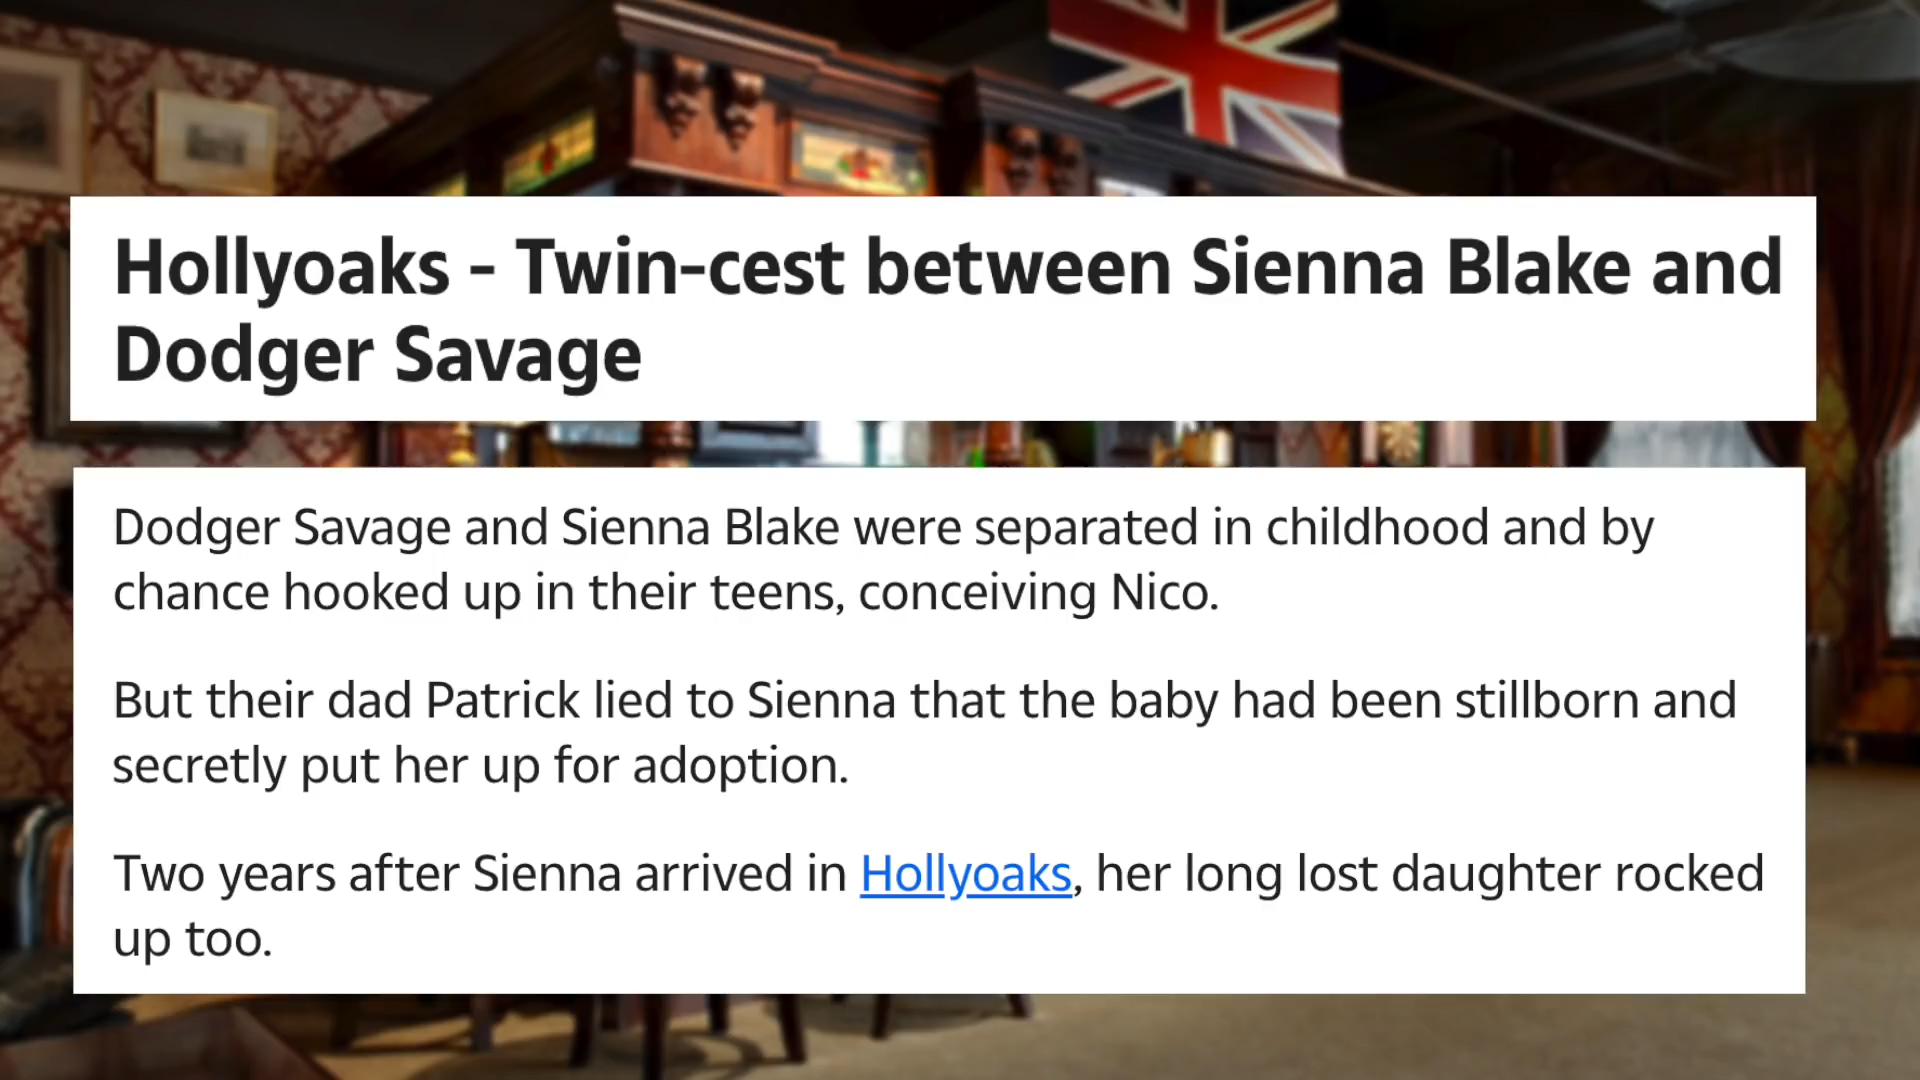 Hollyoaks - Twin-cest between Sienna Blake and
Dodger Savage
Dodger Savage and Sienna Blake were separated in childhood and by
chance hooked up in their teens, conceiving Nico.
But their dad Patrick lied to Sienna that the baby had been stillborn and
secretly put her up for adoption.
Two years after Sienna arrived in Hollyoaks, her long lost daughter rocked
up too.